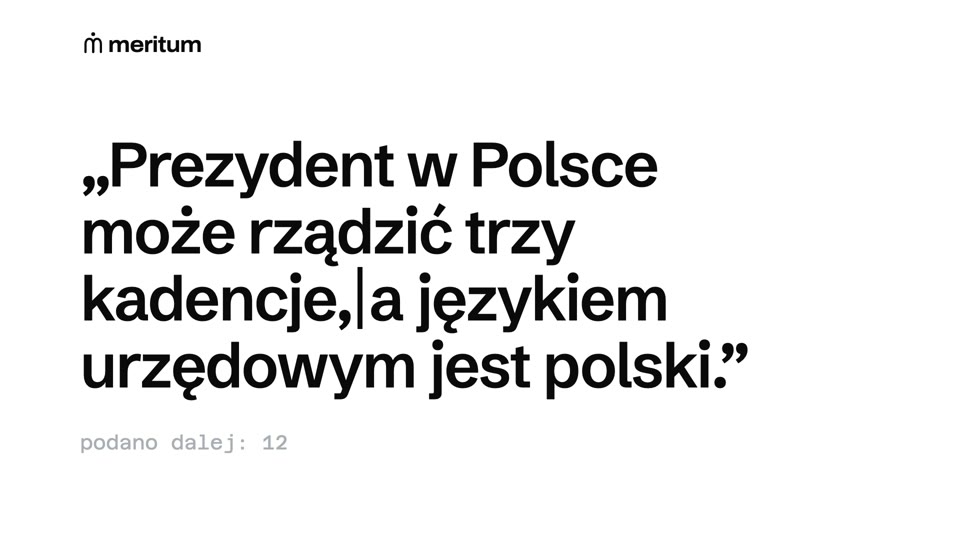 meritum
„Prezydent w Polsce
może rządzić trzy
kadencje,|a językiem
urzędowym jest polski.”
podano dalej: 12